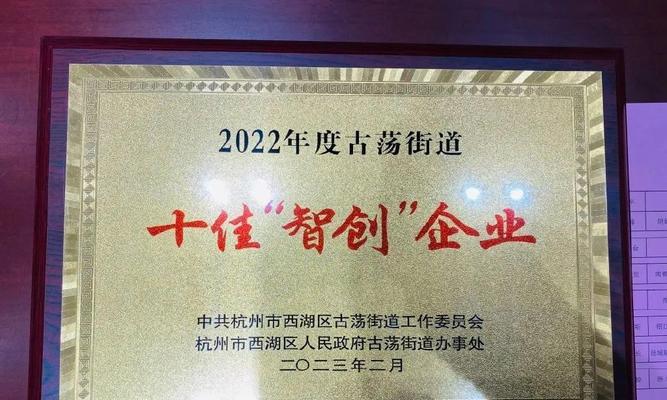 2022年度古荡街道
十佳“智创”企业
中共杭州市西湖区古荡街道工作委员会
杭州市西湖区人民政府古荡街道办事处
二〇二三年二月